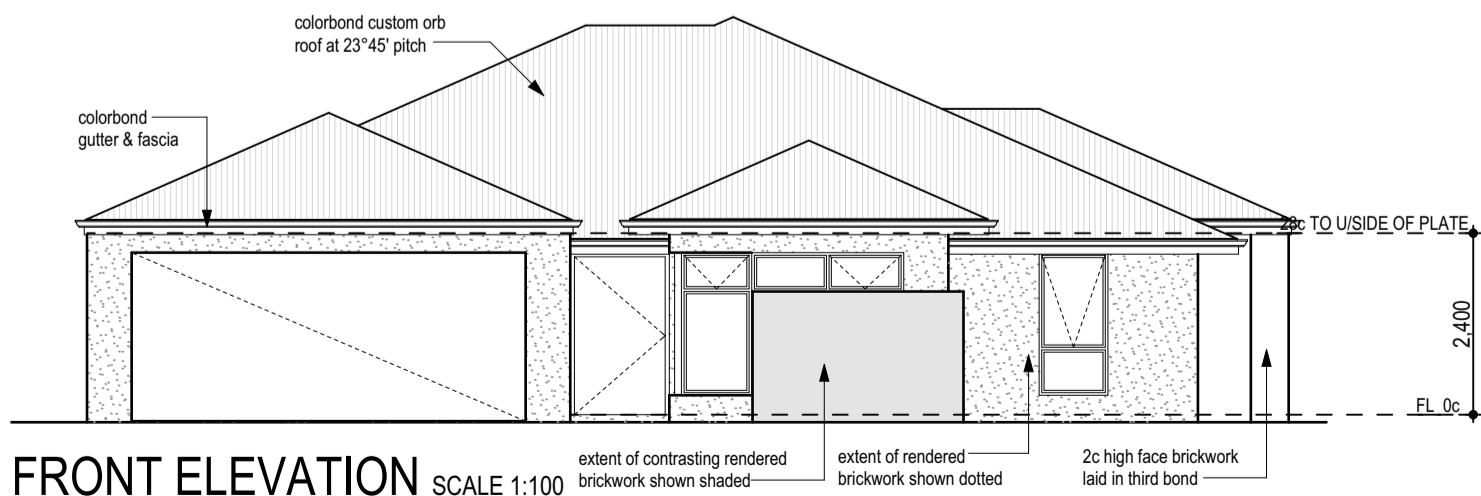 colorbond custom orb
roof at 23°45' pitch
colorbond
gutter & fascia
28c TO U/SIDE OF PLATE
2,400
FL 0c
FRONT ELEVATION SCALE 1:100
extent of contrasting rendered
brickwork shown shaded
extent of rendered
brickwork shown dotted
2c high face brickwork
laid in third bond